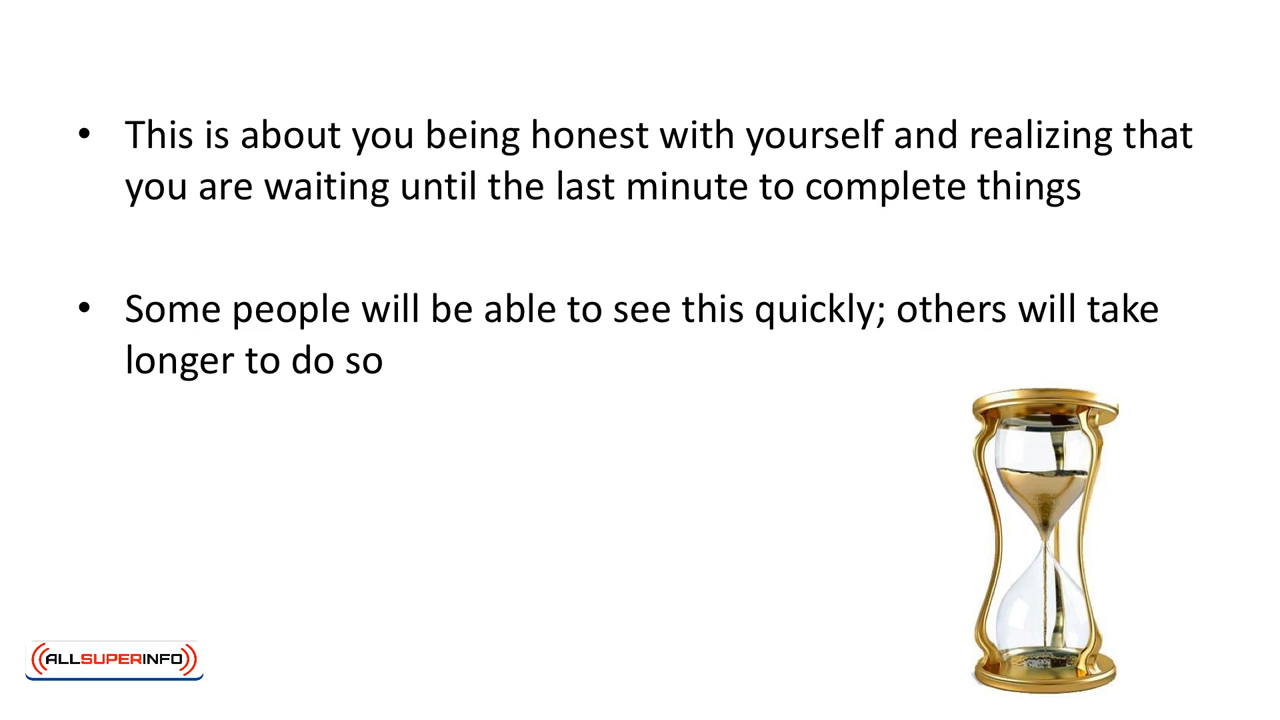 • This is about you being honest with yourself and realizing that
you are waiting until the last minute to complete things
• Some people will be able to see this quickly; others will take
longer to do so
ALLSUPERINFO